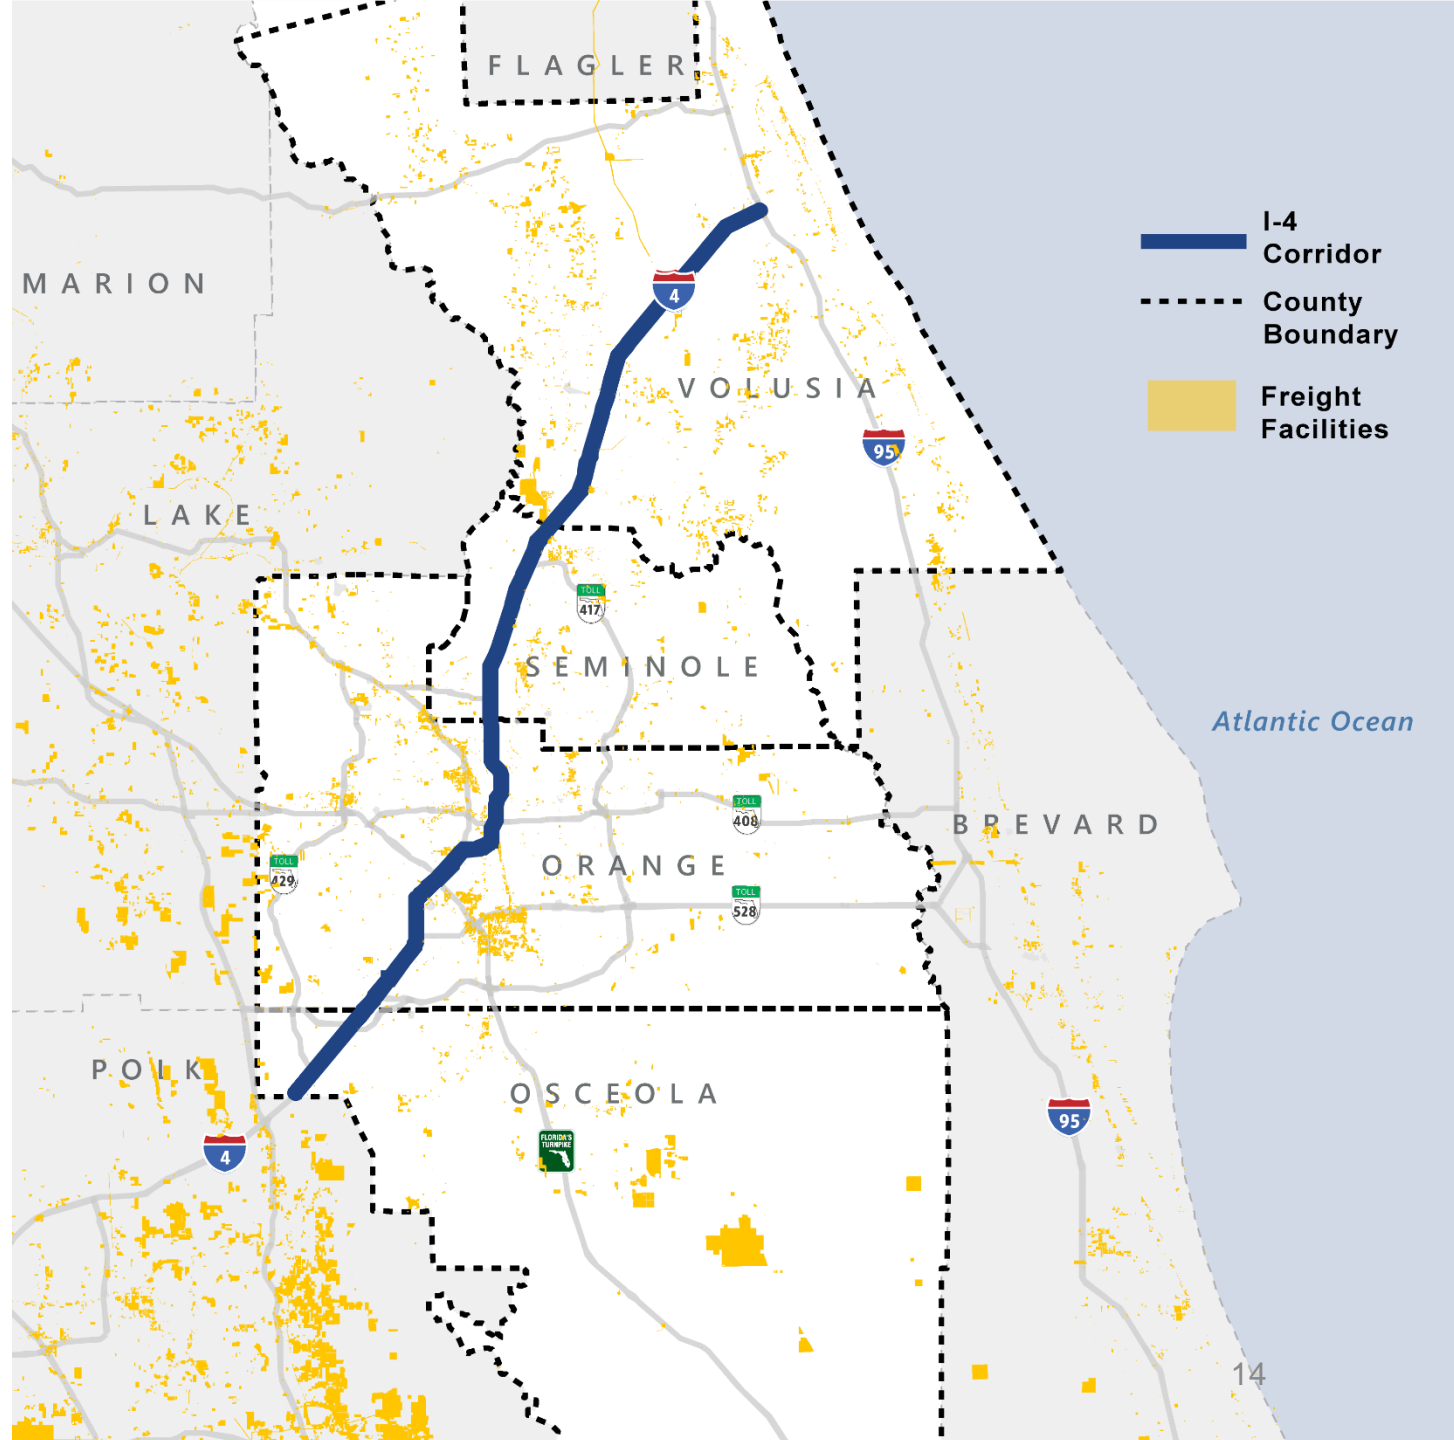 FLAGLER
I-4
Corridor
MARION
County
Boundary
4
VOLUSIA
Freight
Facilities
95
LAKE
TOLL
417
SEMINOLE
Atlantic Ocean
TOLL
408
BREVARD
TOLL
429
ORANGE
TOLL
528
POLK
OSCEOLA
95
4
FLORIDA'S
TURNPIKE
14